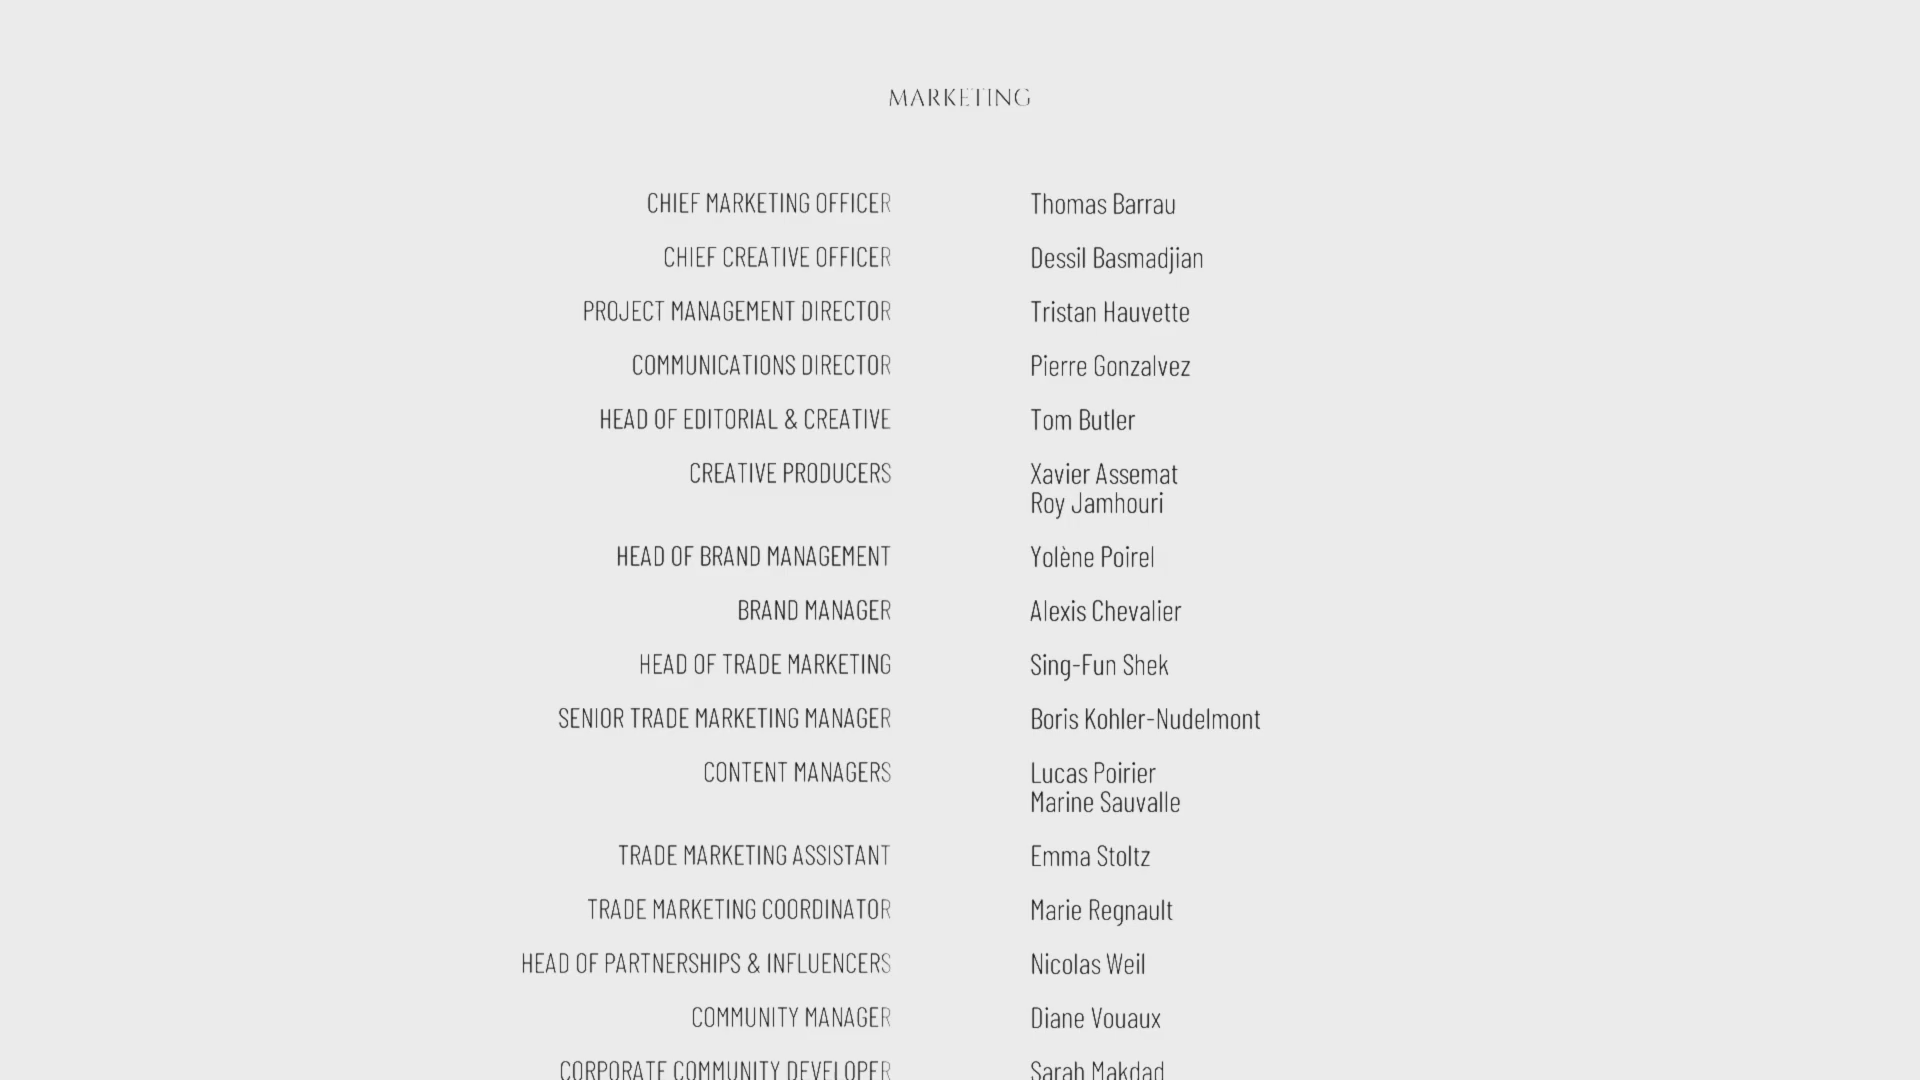 MARKETING
CHIEF MARKETING OFFICER Thomas Barrau
CHIEF CREATIVE OFFICER Dessil Basmadjian
PROJECT MANAGEMENT DIRECTOR Tristan Hauvette
COMMUNICATIONS DIRECTOR Pierre Gonzalvez
HEAD OF EDITORIAL & CREATIVE Tom Butler
CREATIVE PRODUCERS Xavier Assemat
Roy Jamhouri
HEAD OF BRAND MANAGEMENT Yolène Poirel
BRAND MANAGER Alexis Chevalier
HEAD OF TRADE MARKETING Sing-Fun Shek
SENIOR TRADE MARKETING MANAGER Boris Kohler-Nudelmont
CONTENT MANAGERS Lucas Poirier
Marine Sauvalle
TRADE MARKETING ASSISTANT Emma Stoltz
TRADE MARKETING COORDINATOR Marie Regnault
HEAD OF PARTNERSHIPS & INFLUENCERS Nicolas Weil
COMMUNITY MANAGER Diane Vouaux
CORPORATE COMMUNITY DEVELOPER Sarah Makdad